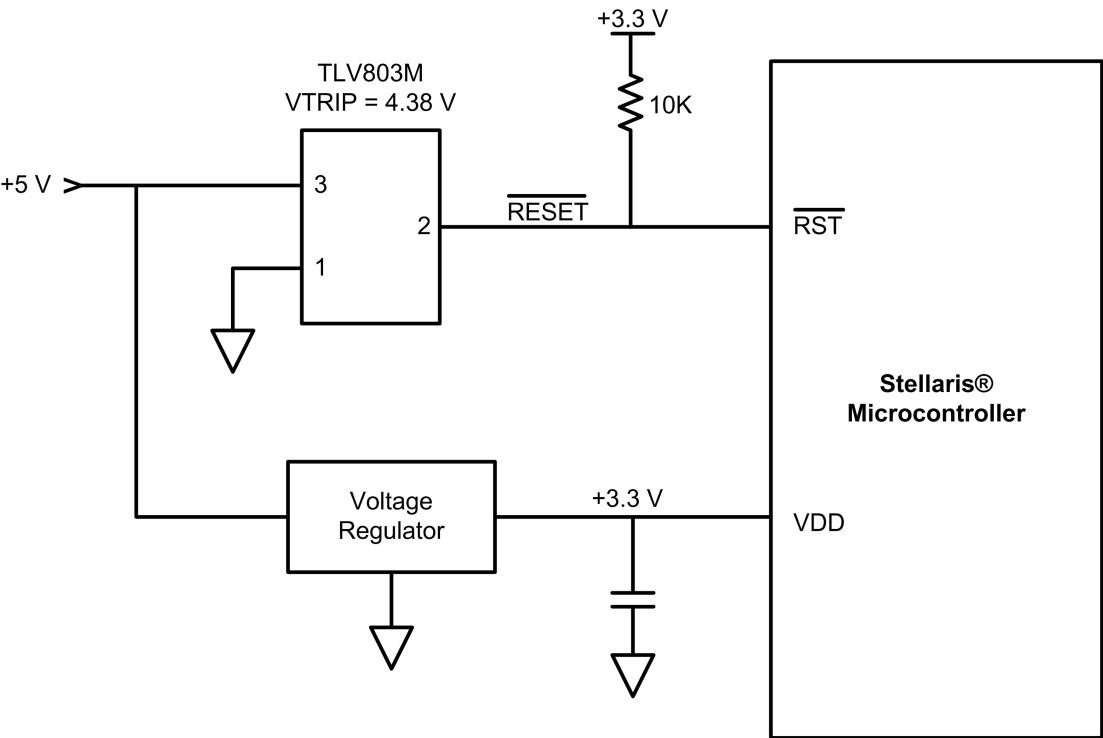 +3.3 V
TLV803M
VTRIP = 4.38 V
10K
+5 V
3
RESET
2
RST
1
Stellaris®
Microcontroller
Voltage
Regulator
+3.3 V
VDD